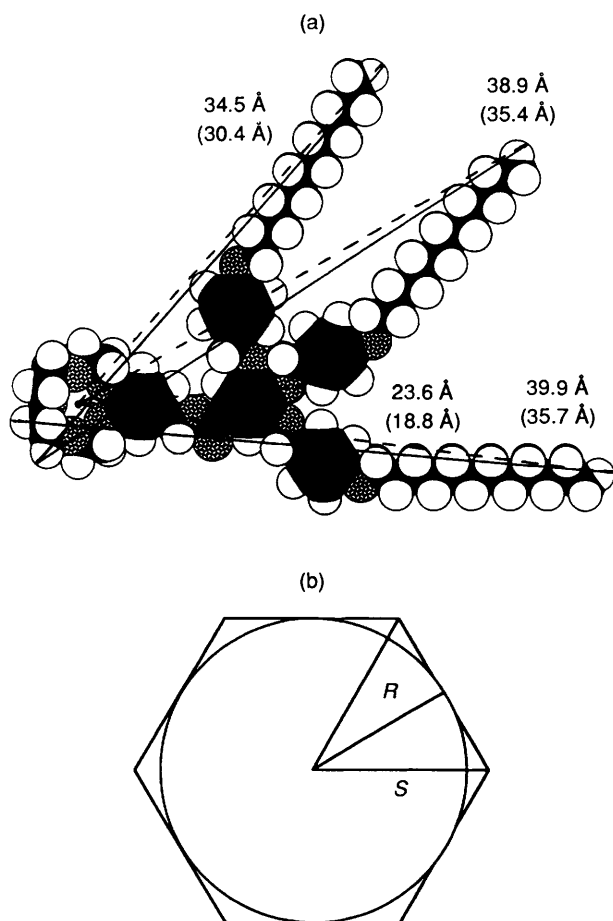 (a)
34.5 Å
(30.4 Å)
38.9 Å
(35.4 Å)
23.6 Å
(18.8 Å)
39.9 Å
(35.7 Å)
(b)
R
S